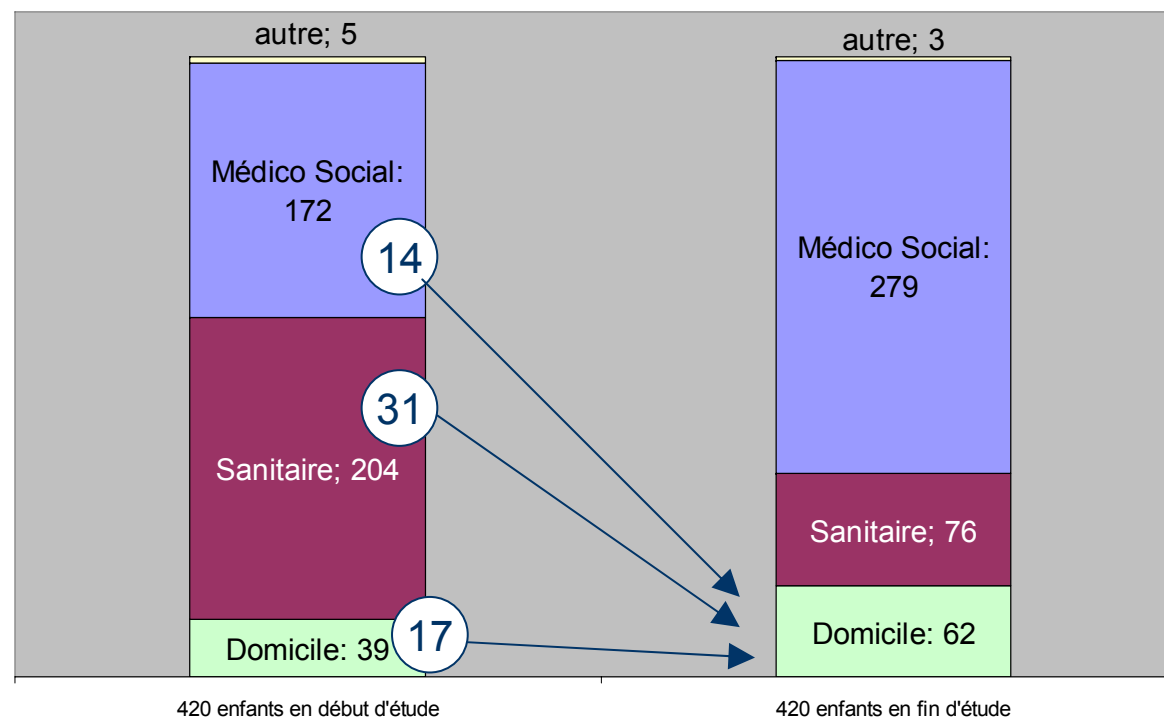 autre; 5
Médico Social:
172
14
31
Sanitaire; 204
17
Domicile: 39
autre; 3
Médico Social:
279
Sanitaire; 76
Domicile: 62
420 enfants en début d'étude
420 enfants en fin d'étude